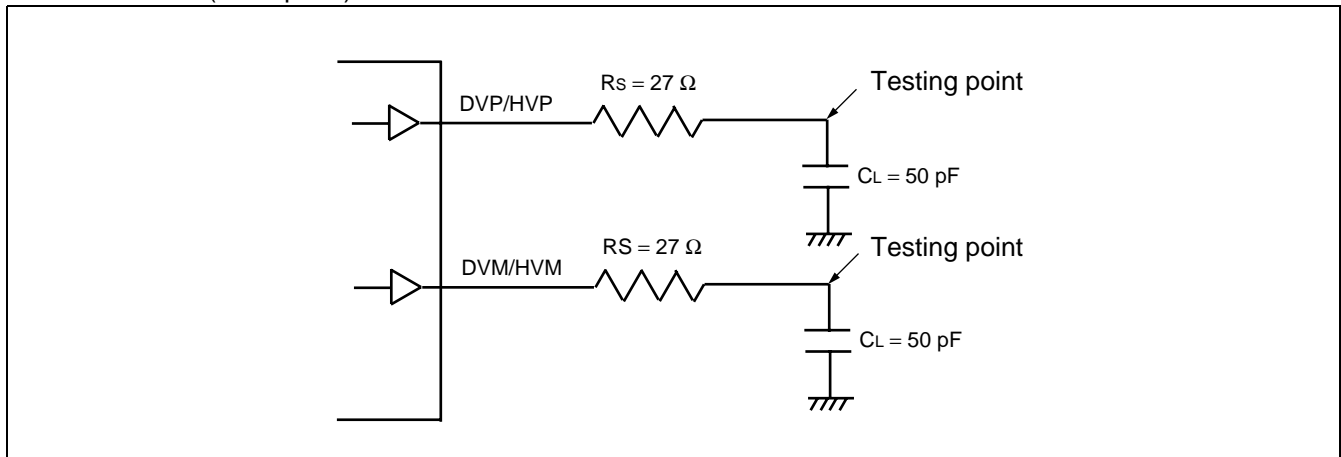 DVP/HVP
Rs = 27 Ω
Testing point
CL = 50 pF
DVM/HVM
RS = 27 Ω
Testing point
CL = 50 pF